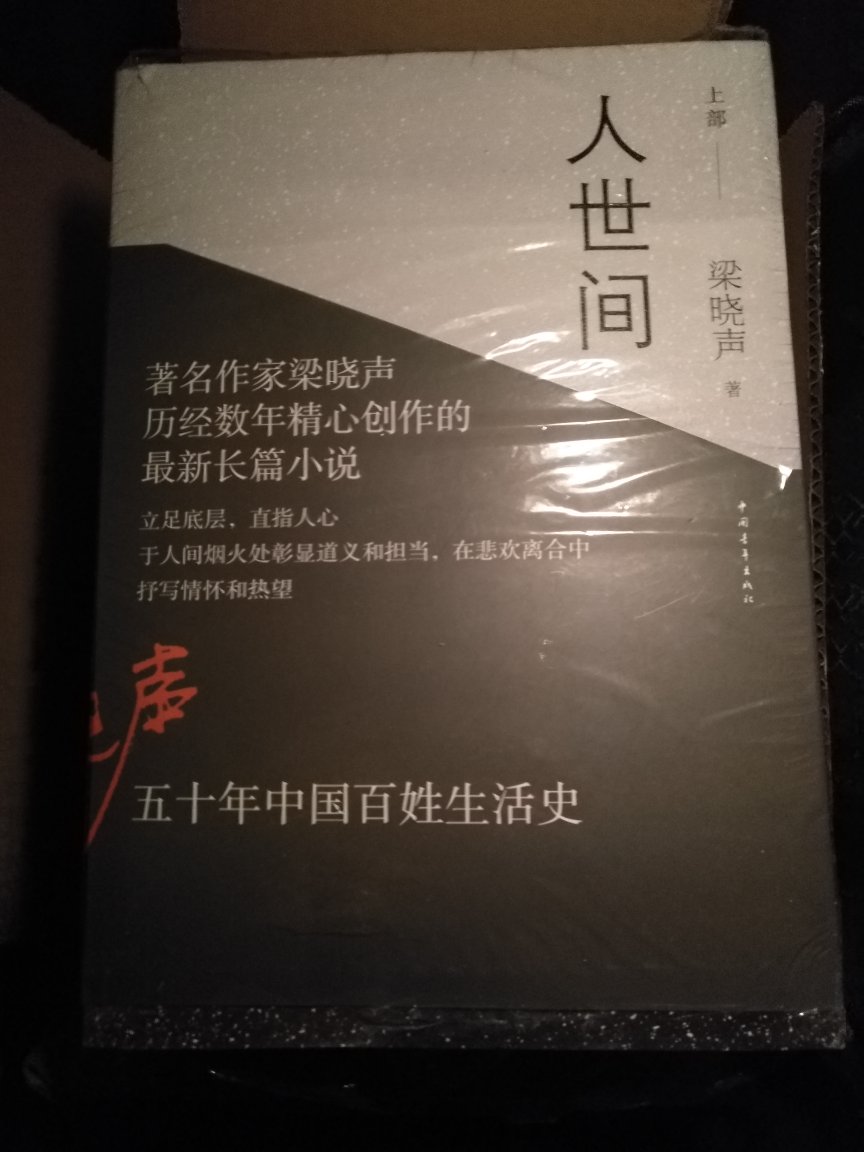 上部
人世间
梁晓声 著
著名作家梁晓声
历经数年精心创作的
最新长篇小说
立足底层，直指人心
于人间烟火处彰显道义和担当，在悲欢离合中
抒写情怀和热望
中国青年出版社
声
五十年中国百姓生活史